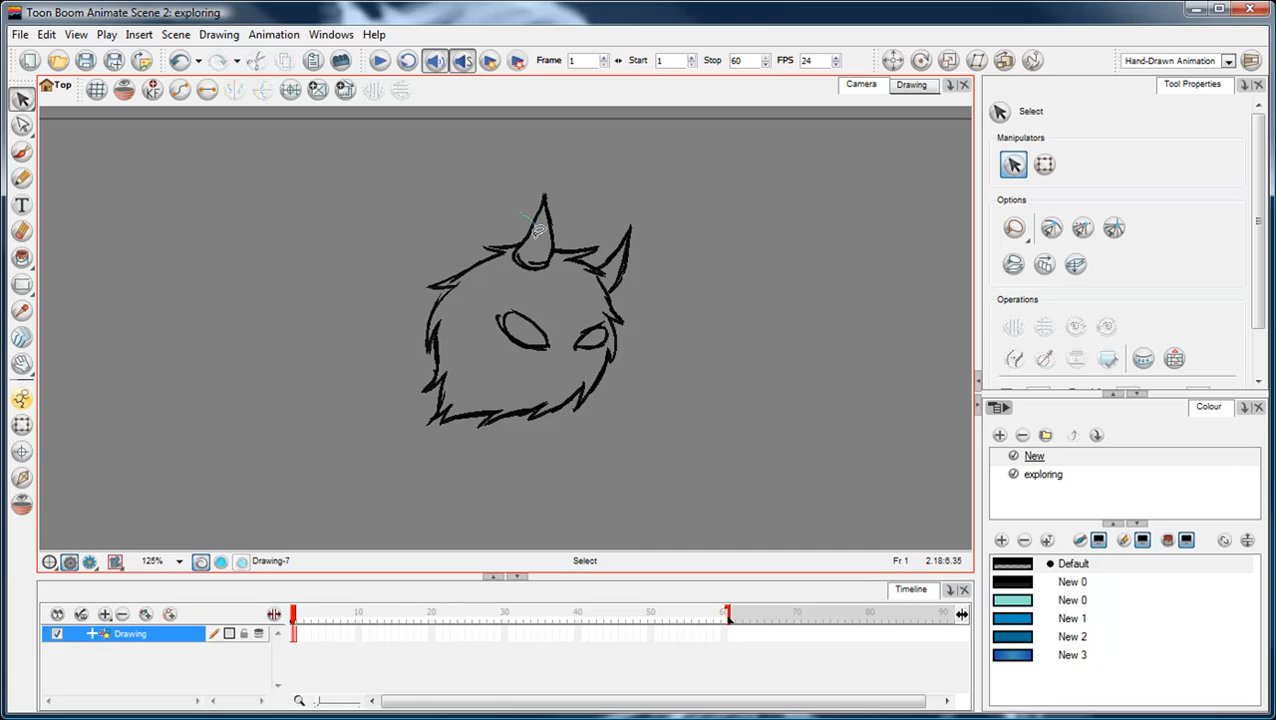 Toon Boom Animate Scene 2: exploring
File Edit View Play Insert Scene Drawing Animation Windows Help
Frame 1 Start 1 Stop 60 FPS 24 Hand-Drawn Animation
Top Camera Drawing
Tool Properties
Select
Manipulators
Options
Operations
Colour
New
exploring
Default
New 0
New 0
New 1
New 2
New 3
125% Drawing-7 Select Fr 1 2.18:6.35
Timeline
10 20 30 40 50 60 70 80 90
Drawing